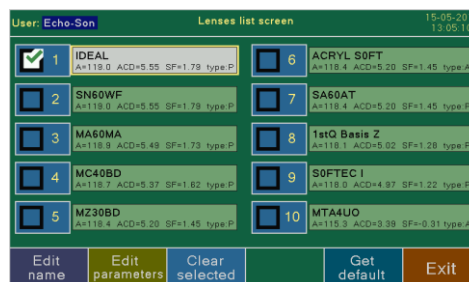 User: Echo-Son Lenses list screen 15-05-20
13:05:10
1 IDEAL
A=119.0 ACD=5.55 SF=1.79 type:P
2 SN60WF
A=119.0 ACD=5.55 SF=1.79 type:P
3 MA60MA
A=118.9 ACD=5.49 SF=1.73 type:P
4 MC40BD
A=118.7 ACD=5.37 SF=1.62 type:P
5 MZ30BD
A=118.4 ACD=5.20 SF=1.45 type:P
6 ACRYL SOFT
A=118.4 ACD=5.20 SF=1.45 type:A
7 SA60AT
A=118.4 ACD=5.20 SF=1.45 type:P
8 1stQ Basis Z
A=118.1 ACD=5.02 SF=1.28 type:P
9 SOFTEC I
A=118.0 ACD=4.97 SF=1.22 type:P
10 MTA4UO
A=115.3 ACD=3.39 SF=-0.31 type:A
Edit name
Edit parameters
Clear selected
Get default
Exit